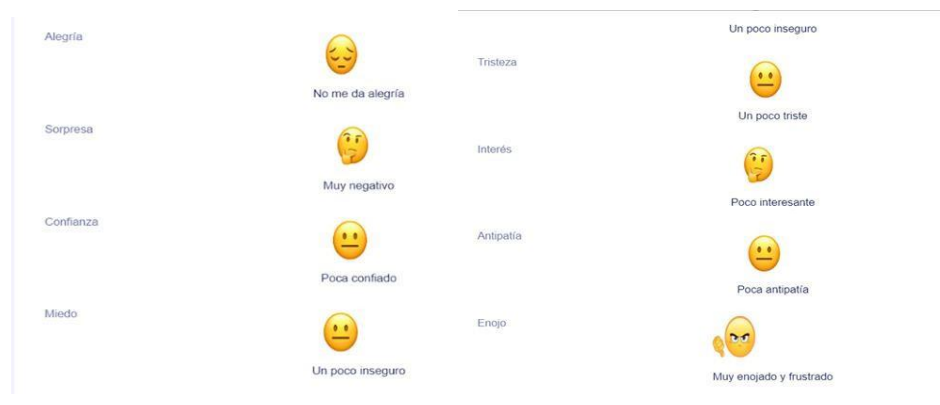 Alegría
No me da alegría
Sorpresa
Muy negativo
Confianza
Poca confiado
Miedo
Un poco inseguro
Un poco inseguro
Tristeza
Un poco triste
Interés
Poco interesante
Antipatía
Poca antipatía
Enojo
Muy enojado y frustrado